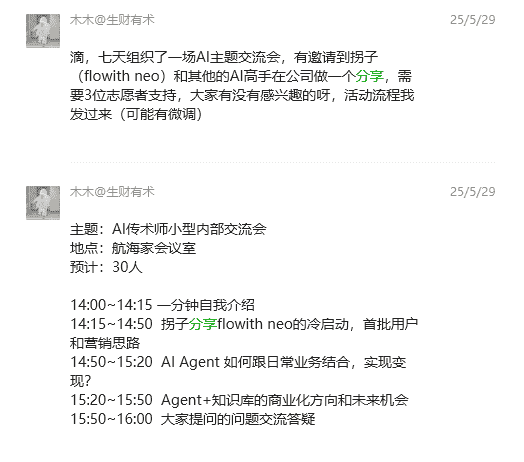 木木@生财有术
25/5/29
滴，七天组织了一场AI主题交流会，有邀请到拐子
（flowith neo）和其他的AI高手在公司做一个分享，需
要3位志愿者支持，大家有没有感兴趣的呀，活动流程我
发过来（可能有微调）
木木@生财有术
25/5/29
主题：AI传术师小型内部交流会
地点：航海家会议室
预计：30人
14:00~14:15 一分钟自我介绍
14:15~14:50 拐子分享flowith neo的冷启动，首批用户
和营销思路
14:50~15:20 AI Agent 如何跟日常业务结合，实现变
现？
15:20~15:50 Agent+知识库的商业化方向和未来机会
15:50~16:00 大家提问的问题交流答疑